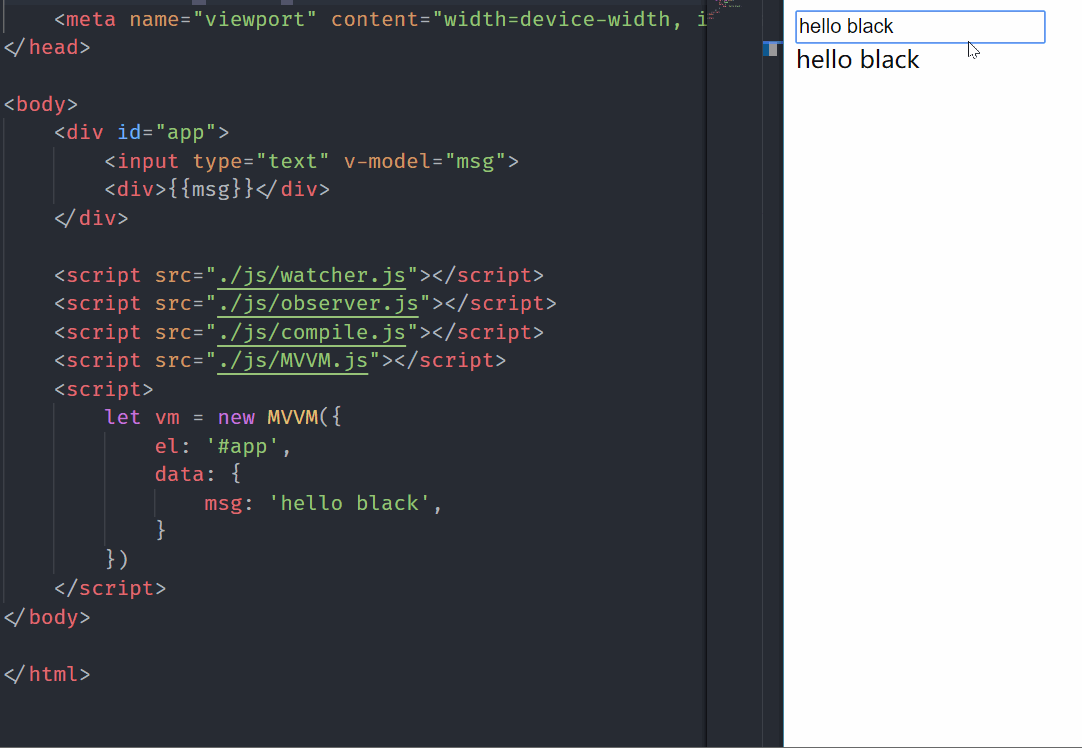 <meta name="viewport" content="width=device-width, i
</head>
<body>
<div id="app">
<input type="text" v-model="msg">
<div>{{msg}}</div>
</div>
<script src="./js/watcher.js"></script>
<script src="./js/observer.js"></script>
<script src="./js/compile.js"></script>
<script src="./js/MVVM.js"></script>
<script>
let vm = new MVVM({
el: '#app',
data: {
msg: 'hello black',
}
})
</script>
</body>
</html>
hello black
hello black